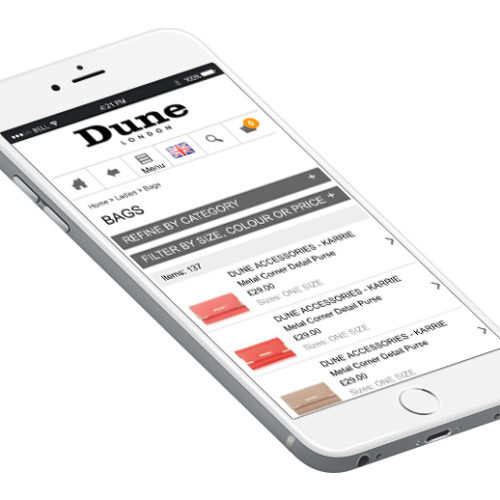 BELL 4:21 PM 100%
Dune
LONDON
Menu
0
Home > Ladies > Bags
BAGS
REFINE BY CATEGORY +
FILTER BY SIZE, COLOUR OR PRICE +
Items: 137
DUNE ACCESSORIES - KARRIE
Metal Corner Detail Purse
£29.00
Sizes: ONE SIZE
DUNE ACCESSORIES - KARRIE
Metal Corner Detail Purse
£29.00
Sizes: ONE SIZE
DUNE ACCESSORIES - KARRIE
Metal Corner Detail Purse
£29.00
Sizes: ONE SIZE